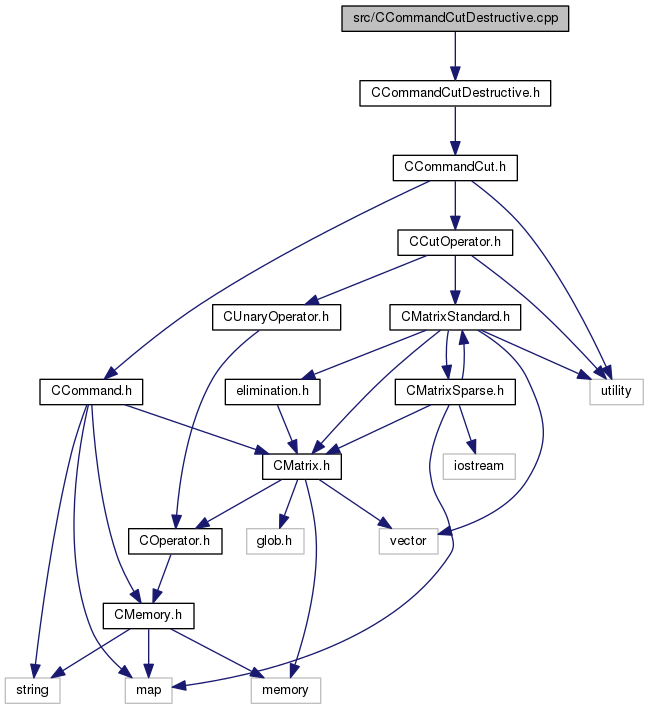 src/CCommandCutDestructive.cpp
CCommandCutDestructive.h
CCommandCut.h
CCutOperator.h
CUnaryOperator.h
CMatrixStandard.h
CCommand.h
elimination.h
CMatrixSparse.h
utility
CMatrix.h
iostream
COperator.h
glob.h
vector
CMemory.h
string
map
memory